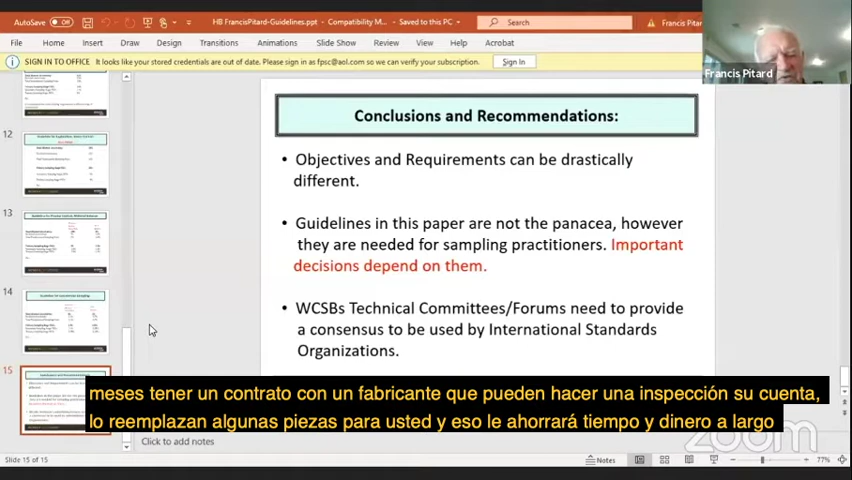 AutoSave Off
HB FrancisPitard-Guidelines.ppt - Compatibility M... - Saved to this PC
Search
Francis Pitard
File Home Insert Draw Design Transitions Animations Slide Show Review View Help Acrobat
SIGN IN TO OFFICE It looks like your stored credentials are out of date. Please sign in as fpsc@aol.com so we can verify your subscription. Sign In
Francis Pitard
12
13
14
15
Conclusions and Recommendations:
• Objectives and Requirements can be drastically
different.
• Guidelines in this paper are not the panacea, however
they are needed for sampling practitioners. Important
decisions depend on them.
• WCSBs Technical Committees/Forums need to provide
a consensus to be used by International Standards
Organizations.
meses tener un contrato con un fabricante que pueden hacer una inspección su cuenta,
lo reemplazan algunas piezas para usted y eso le ahorrará tiempo y dinero a largo
Click to add notes
zoom
Slide 15 of 15
Notes
77%